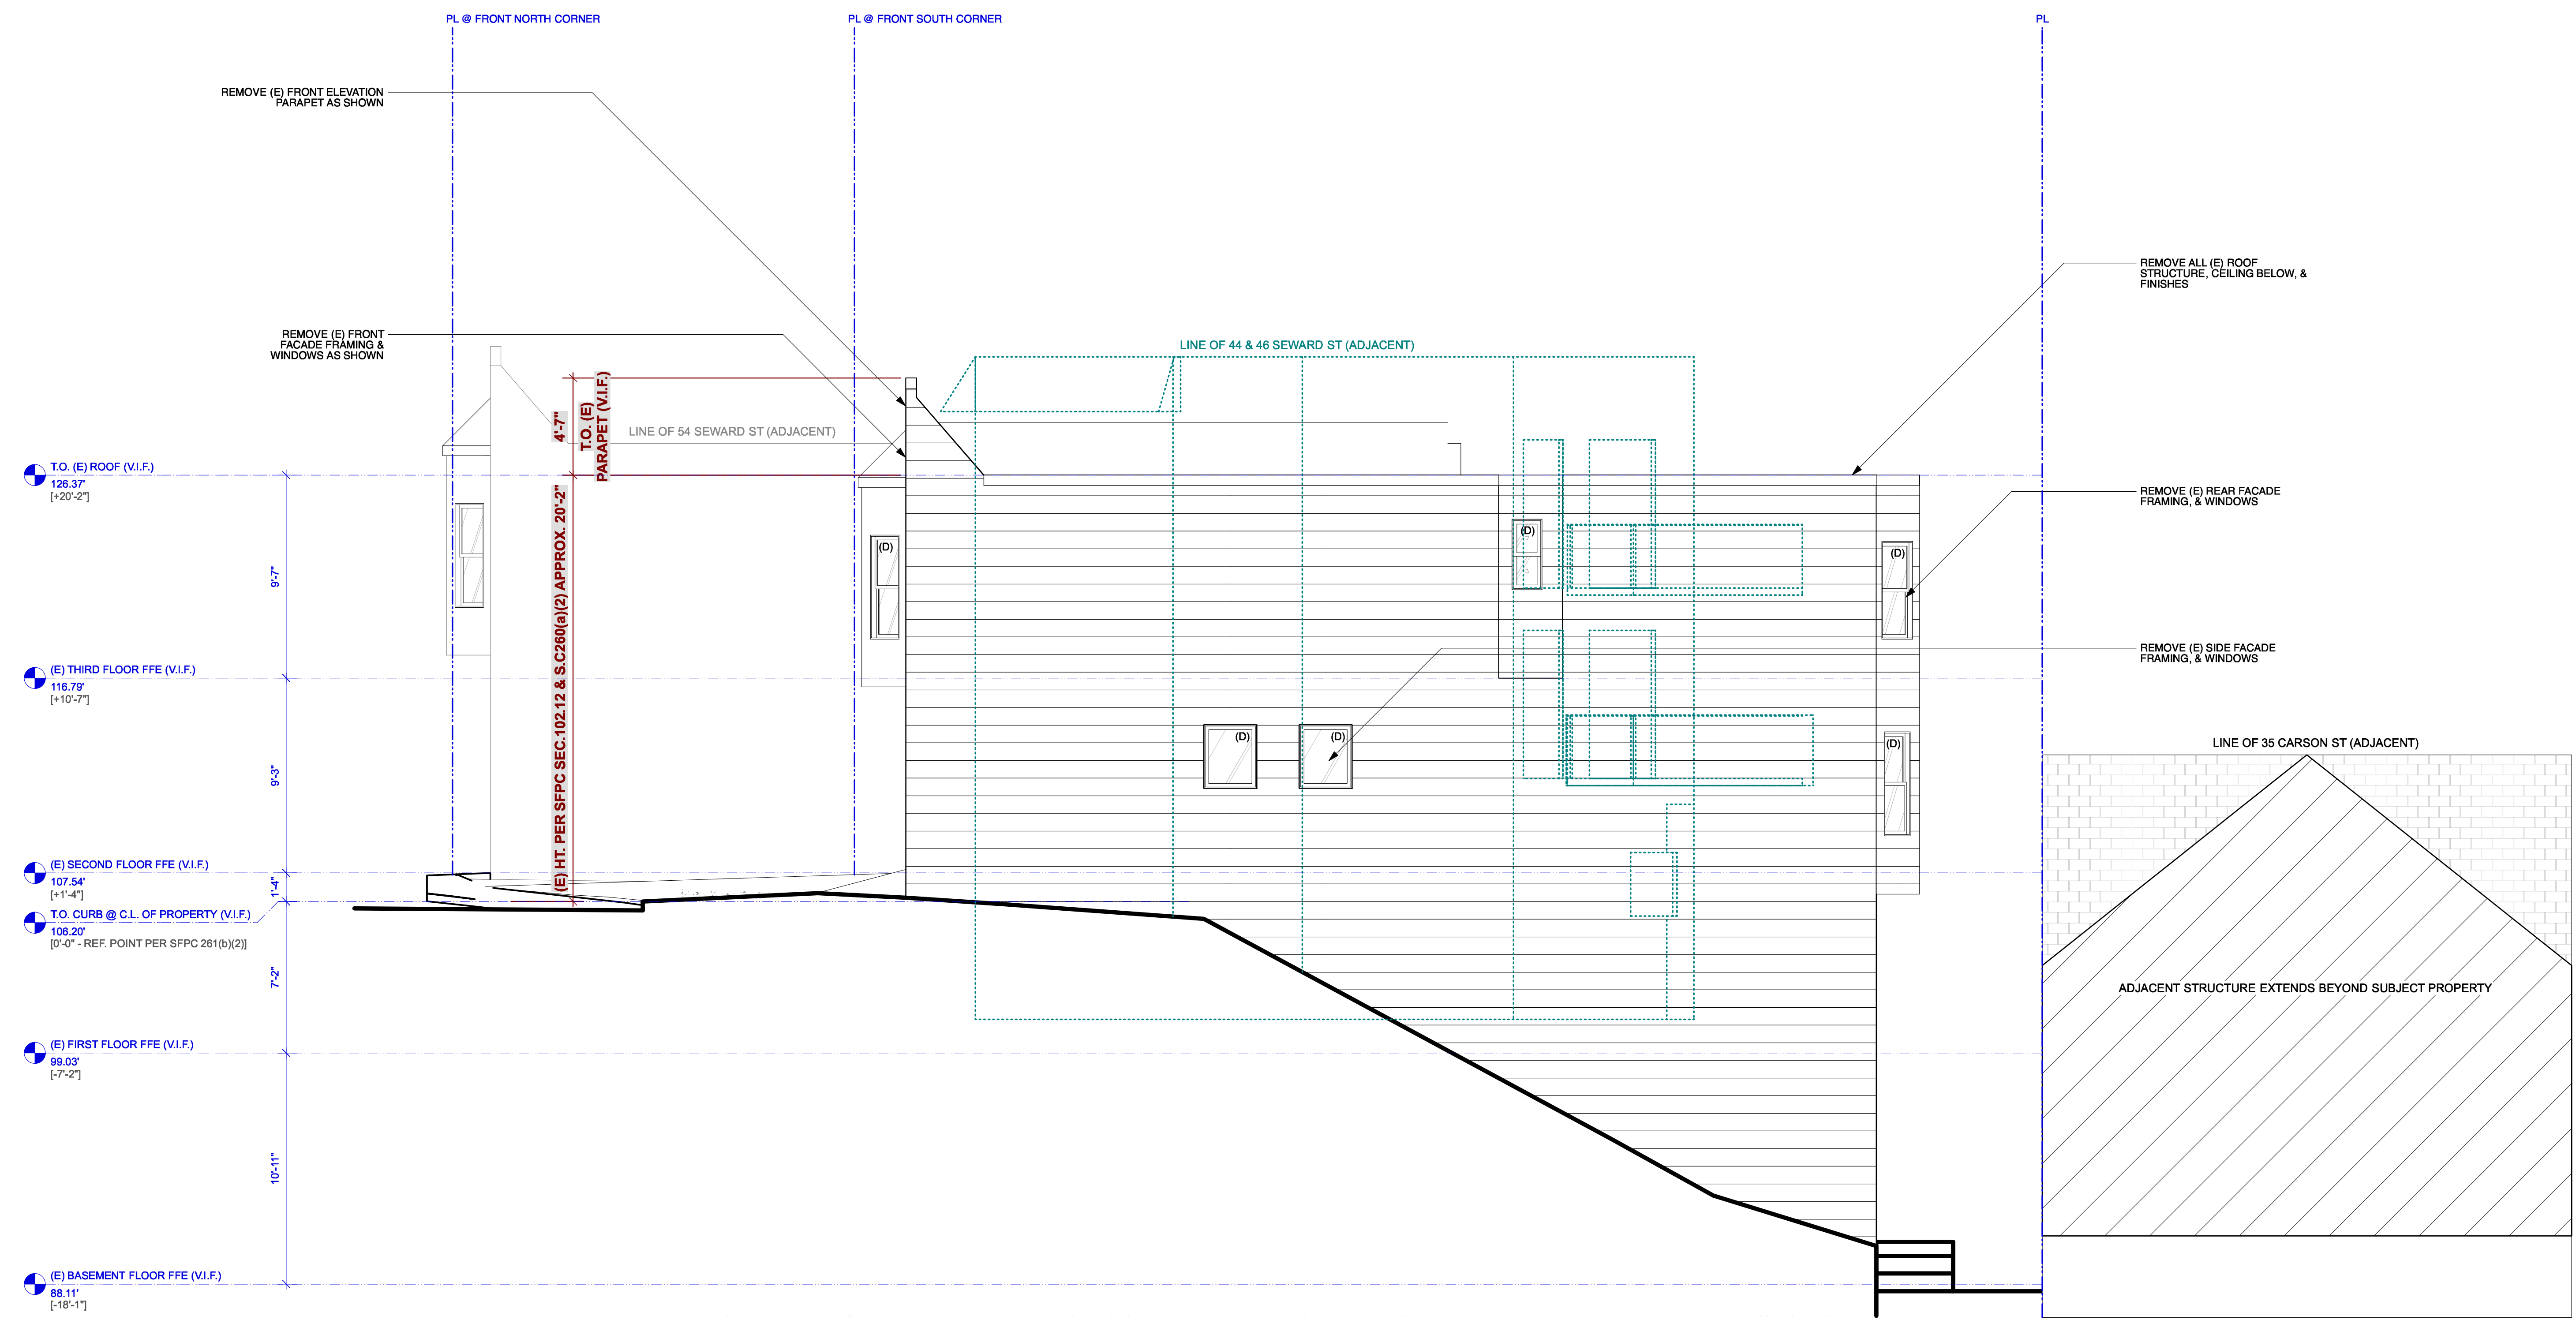 PL @ FRONT NORTH CORNER
PL @ FRONT SOUTH CORNER
PL
REMOVE (E) FRONT ELEVATION
PARAPET AS SHOWN
REMOVE ALL (E) ROOF
STRUCTURE, CEILING BELOW, &
FINISHES
REMOVE (E) FRONT
FACADE FRAMING &
WINDOWS AS SHOWN
LINE OF 44 & 46 SEWARD ST (ADJACENT)
4'-7"
T.O. (E)
PARAPET (V.I.F.)
LINE OF 54 SEWARD ST (ADJACENT)
T.O. (E) ROOF (V.I.F.)
126.37'
[+20'-2"]
(E) HT. PER SFPC SEC.102.12 & S.C260(a)(2) APPROX. 20'-2"
REMOVE (E) REAR FACADE
FRAMING, & WINDOWS
(D)
(D)
(D)
9'-7"
REMOVE (E) SIDE FACADE
FRAMING, & WINDOWS
(E) THIRD FLOOR FFE (V.I.F.)
116.79'
[+10'-7"]
(D)
(D)
(D)
LINE OF 35 CARSON ST (ADJACENT)
9'-3"
(E) SECOND FLOOR FFE (V.I.F.)
107.54'
[+1'-4"]
1'-4"
T.O. CURB @ C.L. OF PROPERTY (V.I.F.)
106.20'
[0'-0" - REF. POINT PER SFPC 261(b)(2)]
7'-2"
ADJACENT STRUCTURE EXTENDS BEYOND SUBJECT PROPERTY
(E) FIRST FLOOR FFE (V.I.F.)
99.03'
[-7'-2"]
10'-11"
(E) BASEMENT FLOOR FFE (V.I.F.)
88.11'
[-18'-1"]